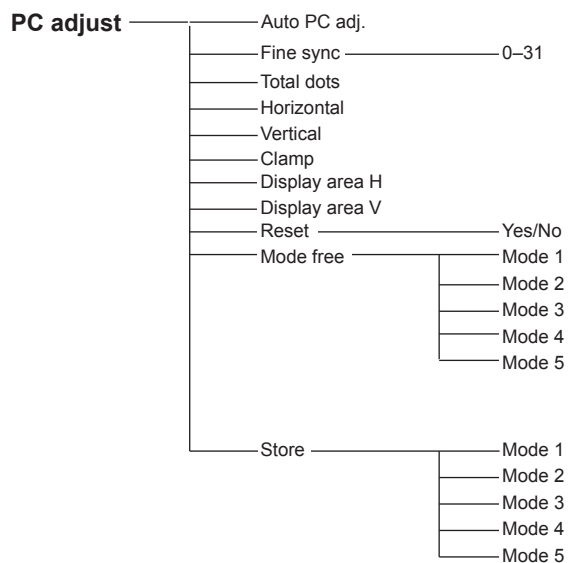 PC adjust Auto PC adj.
Fine sync 0–31
Total dots
Horizontal
Vertical
Clamp
Display area H
Display area V
Reset Yes/No
Mode free Mode 1
Mode 2
Mode 3
Mode 4
Mode 5
Store Mode 1
Mode 2
Mode 3
Mode 4
Mode 5